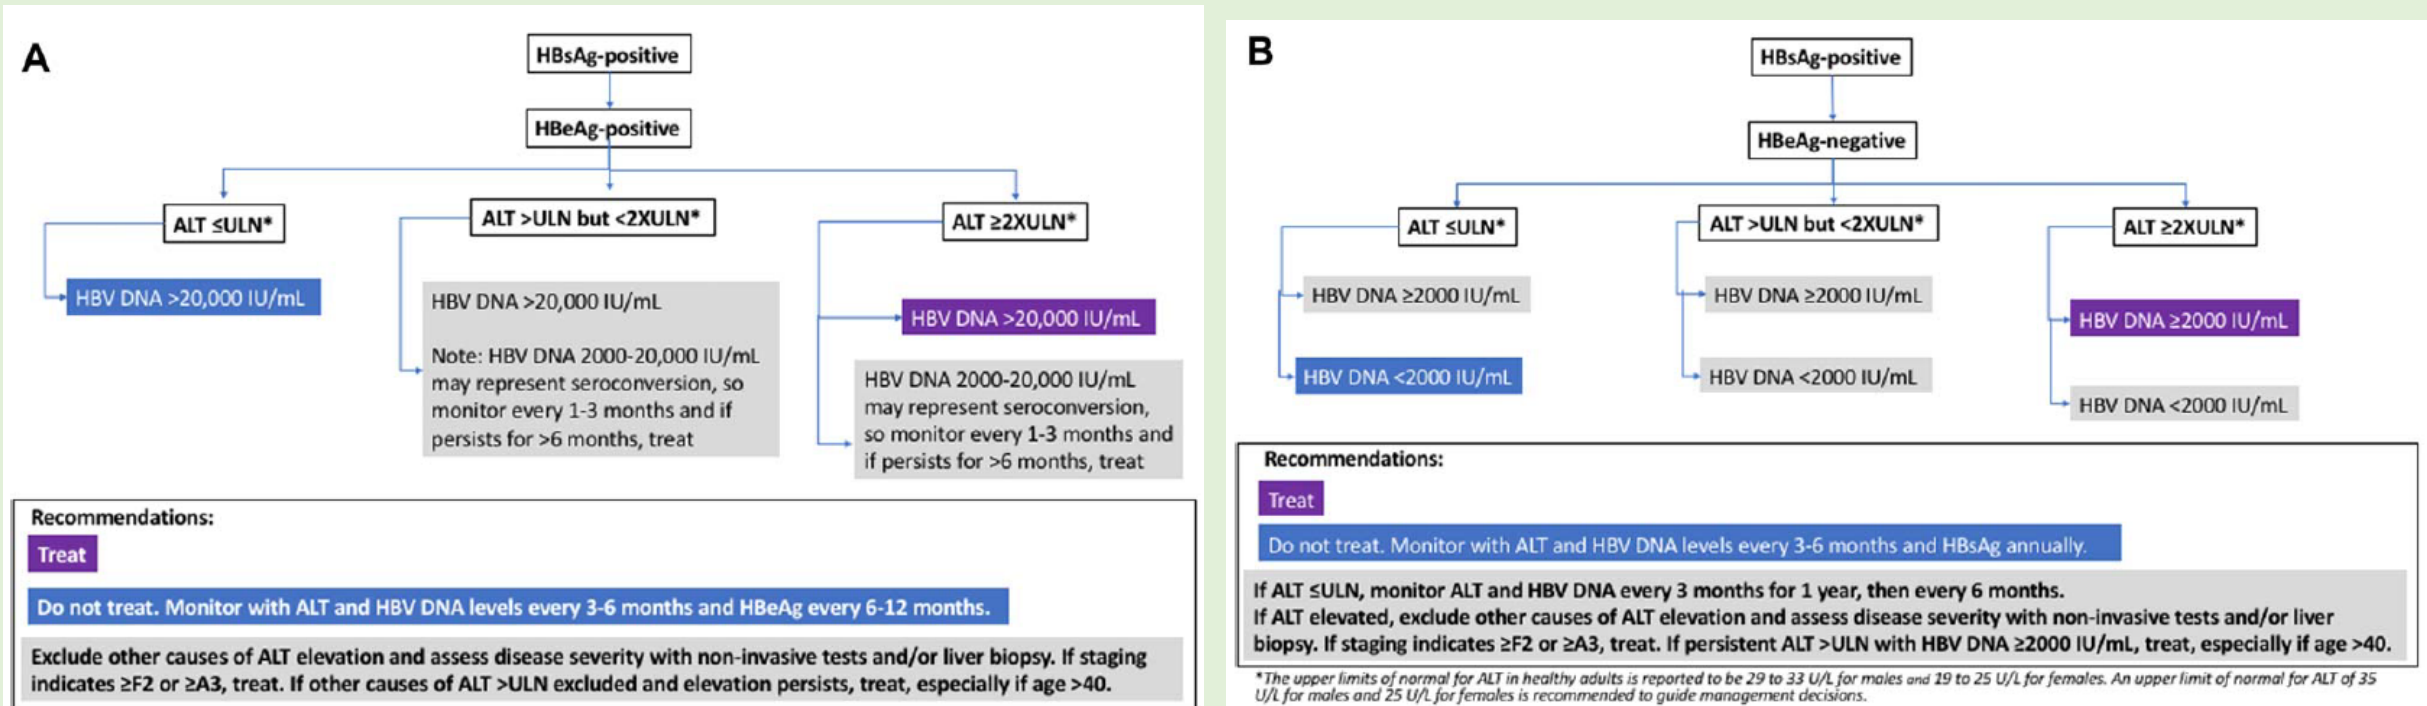 A
HBsAg-positive
HBeAg-positive
ALT ≤ULN*
ALT >ULN but <2XULN*
ALT ≥2XULN*
HBV DNA >20,000 IU/mL
HBV DNA >20,000 IU/mL
Note: HBV DNA 2000-20,000 IU/mL
may represent seroconversion, so
monitor every 1-3 months and if
persists for >6 months, treat
HBV DNA >20,000 IU/mL
HBV DNA 2000-20,000 IU/mL
may represent seroconversion,
so monitor every 1-3 months and
if persists for >6 months, treat
Recommendations:
Treat
Do not treat. Monitor with ALT and HBV DNA levels every 3-6 months and HBeAg every 6-12 months.
Exclude other causes of ALT elevation and assess disease severity with non-invasive tests and/or liver biopsy. If staging
indicates ≥F2 or ≥A3, treat. If other causes of ALT >ULN excluded and elevation persists, treat, especially if age >40.
B
HBsAg-positive
HBeAg-negative
ALT ≤ULN*
ALT >ULN but <2XULN*
ALT ≥2XULN*
HBV DNA ≥2000 IU/mL
HBV DNA <2000 IU/mL
HBV DNA ≥2000 IU/mL
HBV DNA <2000 IU/mL
HBV DNA ≥2000 IU/mL
HBV DNA <2000 IU/mL
Recommendations:
Treat
Do not treat. Monitor with ALT and HBV DNA levels every 3-6 months and HBsAg annually.
If ALT ≤ULN, monitor ALT and HBV DNA every 3 months for 1 year, then every 6 months.
If ALT elevated, exclude other causes of ALT elevation and assess disease severity with non-invasive tests and/or liver
biopsy. If staging indicates ≥F2 or ≥A3, treat. If persistent ALT >ULN with HBV DNA ≥2000 IU/mL, treat, especially if age >40.
*The upper limits of normal for ALT in healthy adults is reported to be 29 to 33 U/L for males and 19 to 25 U/L for females. An upper limit of normal for ALT of 35
U/L for males and 25 U/L for females is recommended to guide management decisions.